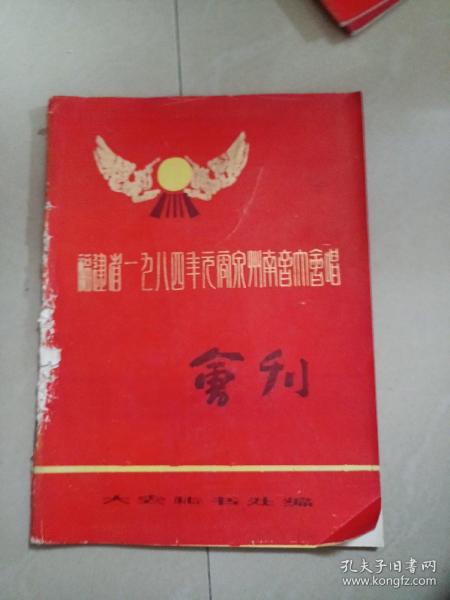 福建省一九八四年元宵泉州南音大會唱
會刊
大会秘书处编
孔夫子旧书网
www.kongfz.com